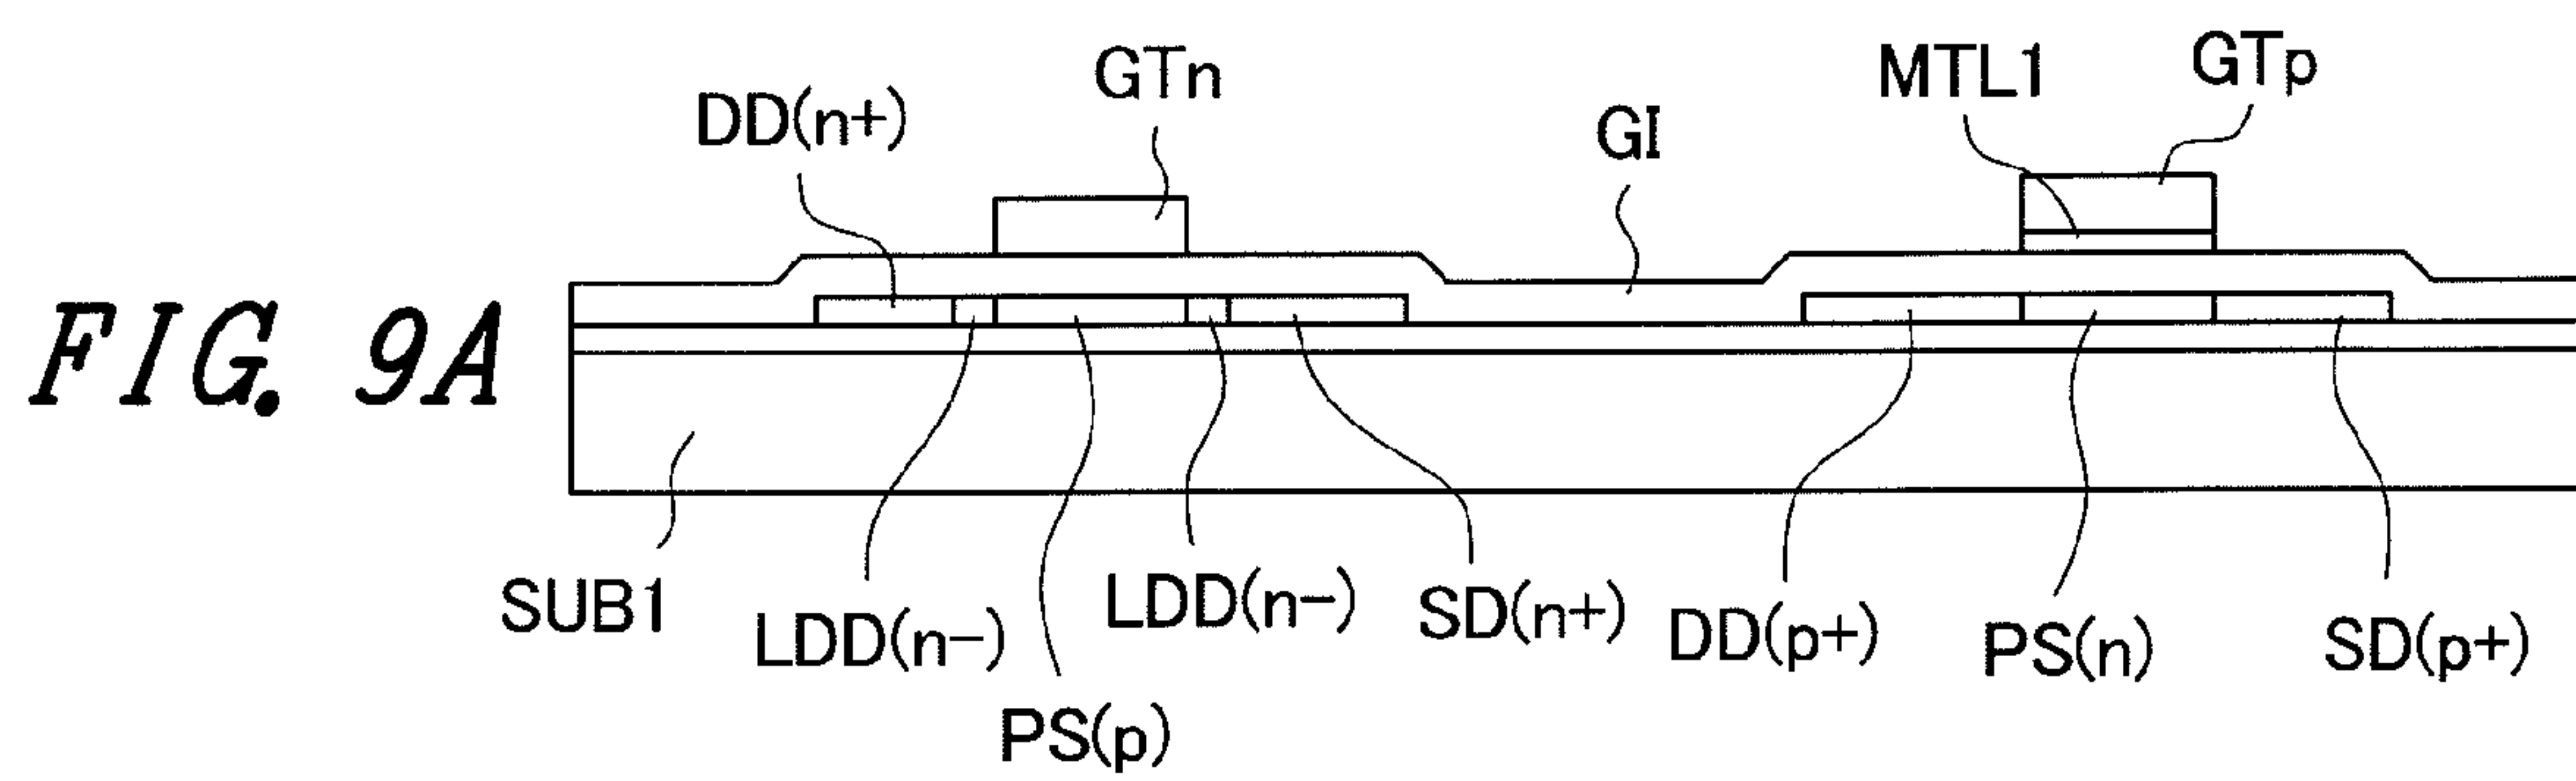 FIG. 9A
DD(n+)
GTn
GI
MTL1
GTp
SUB1
LDD(n-)
PS(p)
LDD(n-)
SD(n+)
DD(p+)
PS(n)
SD(p+)